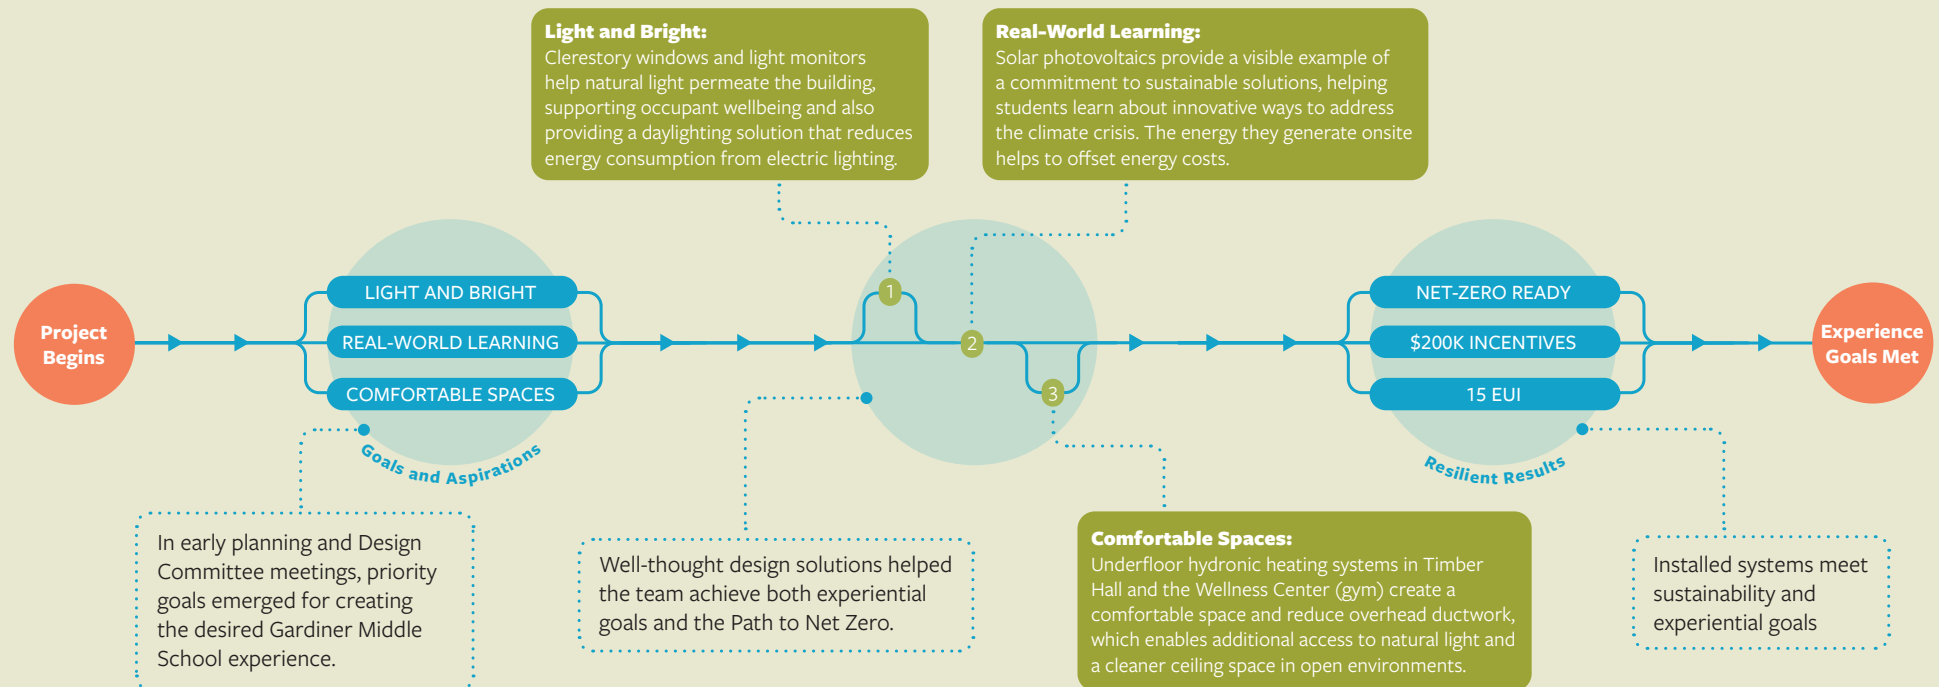 Light and Bright:
Clerestory windows and light monitors
help natural light permeate the building,
supporting occupant wellbeing and also
providing a daylighting solution that reduces
energy consumption from electric lighting.
Real-World Learning:
Solar photovoltaics provide a visible example of
a commitment to sustainable solutions, helping
students learn about innovative ways to address
the climate crisis. The energy they generate onsite
helps to offset energy costs.
Project
Begins
LIGHT AND BRIGHT
REAL-WORLD LEARNING
COMFORTABLE SPACES
Goals and Aspirations
1
2
3
NET-ZERO READY
$200K INCENTIVES
15 EUI
Resilient Results
Experience
Goals Met
In early planning and Design
Committee meetings, priority
goals emerged for creating
the desired Gardiner Middle
School experience.
Well-thought design solutions helped
the team achieve both experiential
goals and the Path to Net Zero.
Comfortable Spaces:
Underfloor hydronic heating systems in Timber
Hall and the Wellness Center (gym) create a
comfortable space and reduce overhead ductwork,
which enables additional access to natural light and
a cleaner ceiling space in open environments.
Installed systems meet
sustainability and
experiential goals